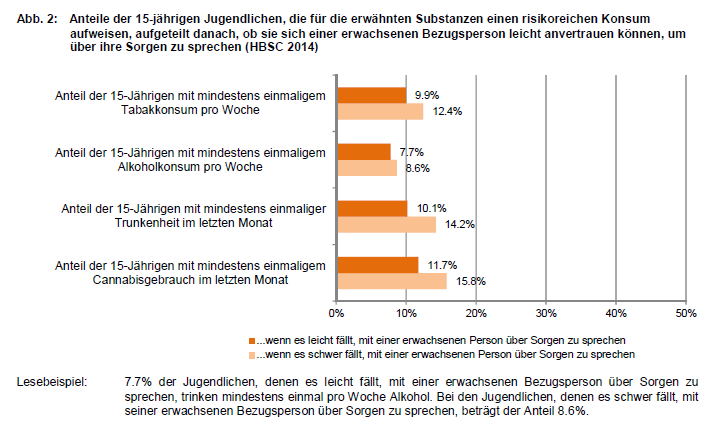 Abb. 2: Anteile der 15-jährigen Jugendlichen, die für die erwähnten Substanzen einen risikoreichen Konsum
aufweisen, aufgeteilt danach, ob sie sich einer erwachsenen Bezugsperson leicht anvertrauen können, um
über ihre Sorgen zu sprechen (HBSC 2014)
Anteil der 15-Jährigen mit mindestens einmaligem
Tabakkonsum pro Woche
9.9%
12.4%
Anteil der 15-Jährigen mit mindestens einmaligem
Alkoholkonsum pro Woche
7.7%
8.6%
Anteil der 15-Jährigen mit mindestens einmaliger
Trunkenheit im letzten Monat
10.1%
14.2%
Anteil der 15-Jährigen mit mindestens einmaligem
Cannabisgebrauch im letzten Monat
11.7%
15.8%
0% 10% 20% 30% 40% 50%
...wenn es leicht fällt, mit einer erwachsenen Person über Sorgen zu sprechen
...wenn es schwer fällt, mit einer erwachsenen Person über Sorgen zu sprechen
Lesebeispiel: 7.7% der Jugendlichen, denen es leicht fällt, mit einer erwachsenen Bezugsperson über Sorgen zu
sprechen, trinken mindestens einmal pro Woche Alkohol. Bei den Jugendlichen, denen es schwer fällt, mit
seiner erwachsenen Bezugsperson über Sorgen zu sprechen, beträgt der Anteil 8.6%.